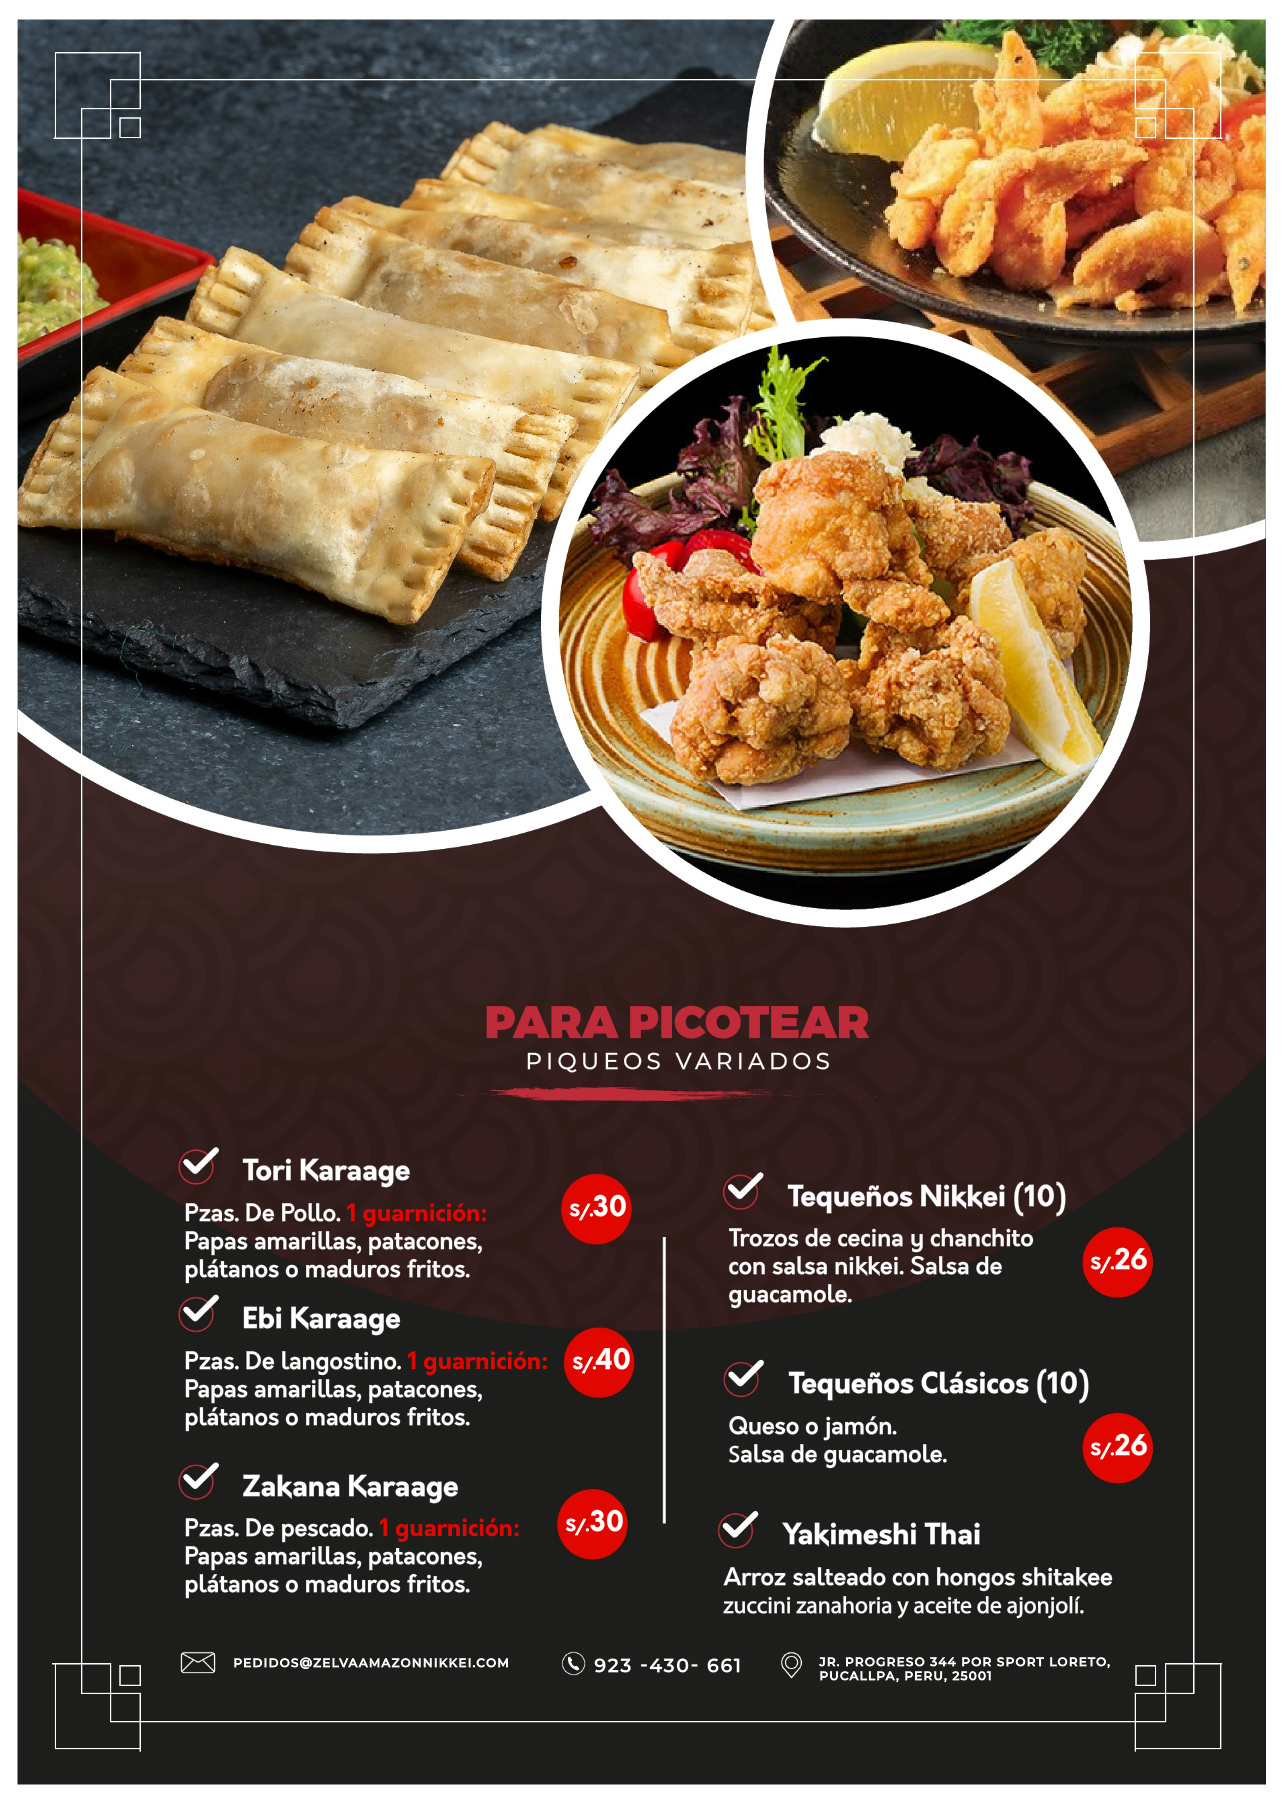 PARA PICOTEAR
PIQUEOS VARIADOS
Tori Karaage
Pzas. De Pollo. 1 guarnición:
Papas amarillas, patacones,
plátanos o maduros fritos.
S/.30
Ebi Karaage
Pzas. De langostino. 1 guarnición:
Papas amarillas, patacones,
plátanos o maduros fritos.
S/.40
Zakana Karaage
Pzas. De pescado. 1 guarnición:
Papas amarillas, patacones,
plátanos o maduros fritos.
S/.30
Tequeños Nikkei (10)
Trozos de cecina y chanchito
con salsa nikkei. Salsa de
guacamole.
S/.26
Tequeños Clásicos (10)
Queso o jamón.
Salsa de guacamole.
S/.26
Yakimeshi Thai
Arroz salteado con hongos shitakee
zuccini zanahoria y aceite de ajonjolí.
PEDIDOS@ZELVAAMAZONNIKKEI.COM
923 -430- 661
JR. PROGRESO 344 POR SPORT LORETO,
PUCALLPA, PERU, 25001